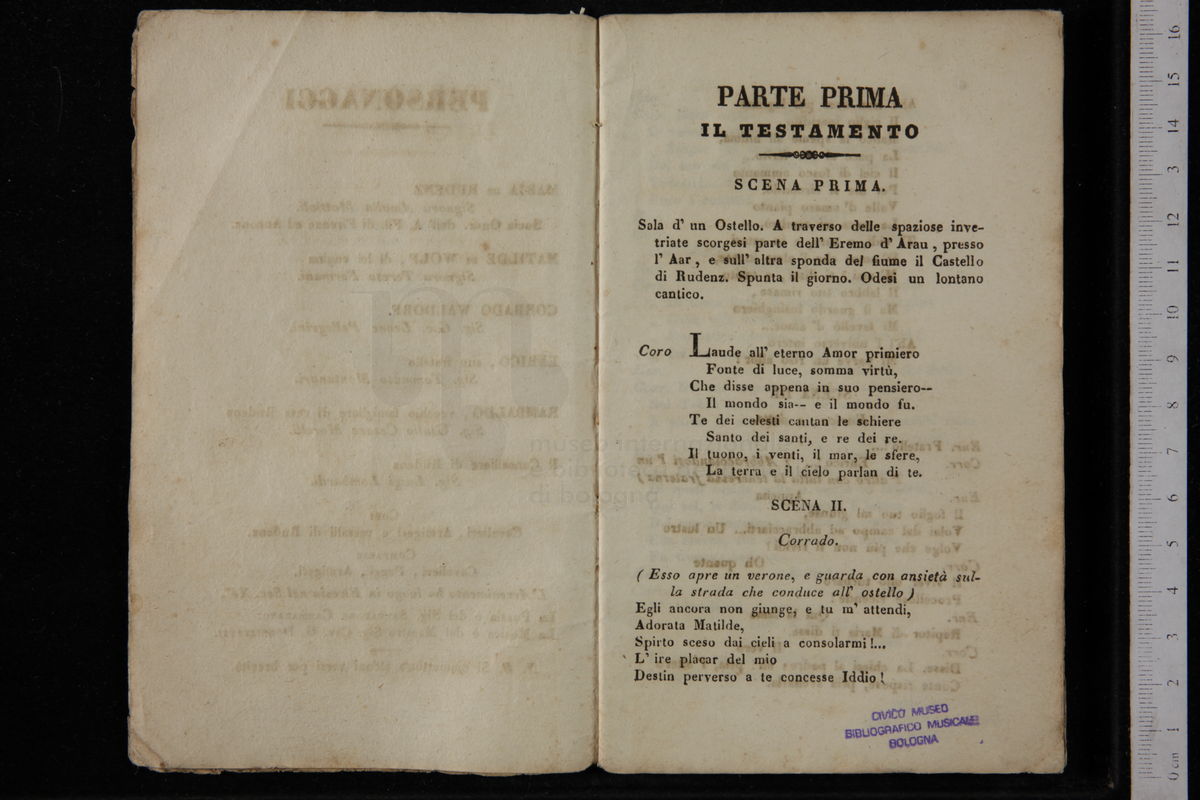 PARTE PRIMA
IL TESTAMENTO
SCENA PRIMA.
Sala d' un Ostello. A traverso delle spaziose inve-
triate scorgesi parte dell' Eremo d' Arau, presso
l' Aar, e sull' altra sponda del fiume il Castello
di Rudenz. Spunta il giorno. Odesi un lontano
cantico.
Coro Laude all' eterno Amor primiero
Fonte di luce, somma virtù,
Che disse appena in suo pensiero--
Il mondo sia-- e il mondo fu.
Te dei celesti cantan le schiere
Santo dei santi, e re dei re.
Il tuono, i venti, il mar, le sfere,
La terra e il cielo parlan di te.
SCENA II.
Corrado.
( Esso apre un verone, e guarda con ansietà sul-
la strada che conduce all' ostello )
Egli ancora non giunge, e tu m' attendi,
Adorata Matilde,
Spirto sceso dai cieli a consolarmi!...
L' ire placar del mio
Destin perverso a te concesse Iddio!
CIVICO MUSEO
BIBLIOGRAFICO MUSICALE
BOLOGNA